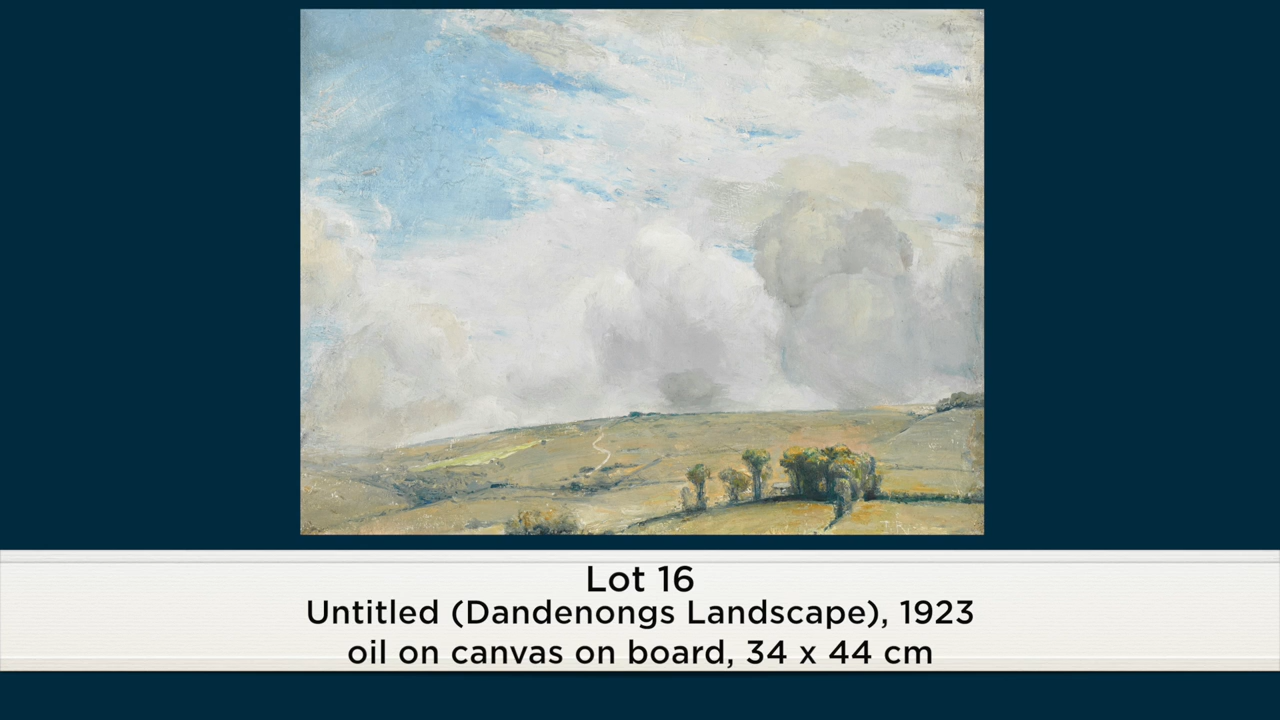 Lot 16
Untitled (Dandenongs Landscape), 1923
oil on canvas on board, 34 x 44 cm